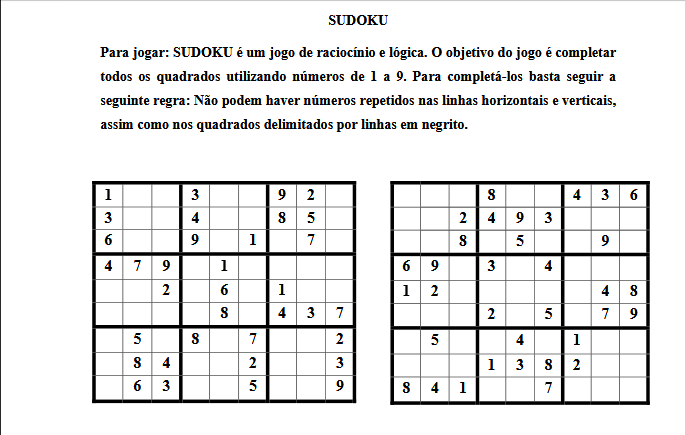 SUDOKU
Para jogar: SUDOKU é um jogo de raciocínio e lógica. O objetivo do jogo é completar
todos os quadrados utilizando números de 1 a 9. Para completá-los basta seguir a
seguinte regra: Não podem haver números repetidos nas linhas horizontais e verticais,
assim como nos quadrados delimitados por linhas em negrito.
1 3 9 2
3 4 8 5
6 9 1 7
4 7 9 1
2 6 1
8 4 3 7
5 8 7 2
8 4 2 3
6 3 5 9
8 4 3 6
2 4 9 3
8 5 9
6 9 3 4
1 2 4 8
2 5 7 9
5 4 1
1 3 8 2
8 4 1 7